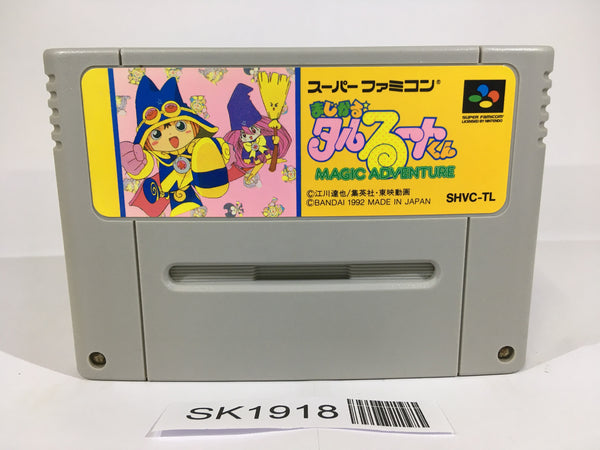 スーパーファミコン®
SUPER FAMICOM
LICENSED BY NINTENDO
まじかる
タルるートくん
MAGIC ADVENTURE
©江川達也/集英社・東映動画
©BANDAI 1992 MADE IN JAPAN
SHVC-TL
SK1918